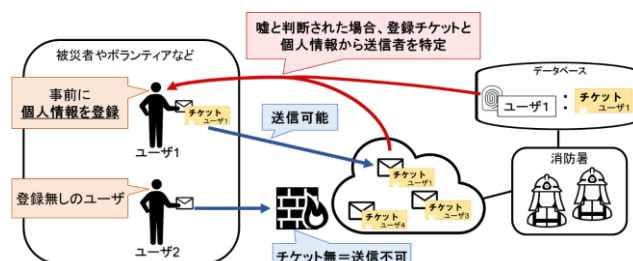 嘘と判断された場合、登録チケットと
個人情報から送信者を特定
被災者やボランティアなど
事前に
個人情報を登録
チケット
ユーザ1
ユーザ1
送信可能
データベース
ユーザ1
：
チケット
ユーザ1
チケット
ユーザ1
チケット
ユーザ4
チケット
ユーザ3
消防署
登録無しのユーザ
ユーザ2
チケット無＝送信不可